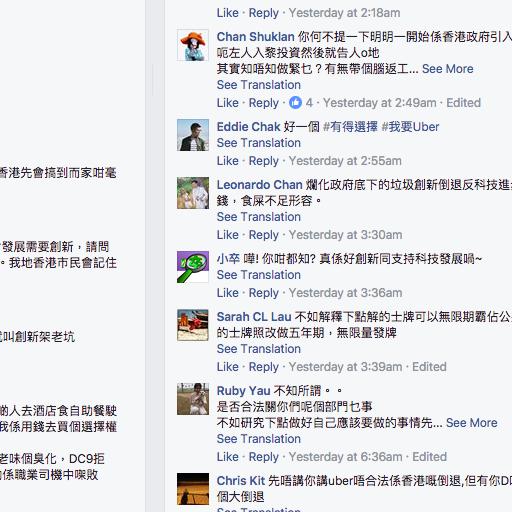 香港先會搞到而家咁毫
發展需要創新，請問
。我地香港市民會記住
叫創新架老坑
人去酒店食自助餐駛
我係用錢去買個選擇權
老味個臭化，DC9拒
係職業司機中㗎敗
Like · Reply · Yesterday at 2:18am
Chan Shuklan 你何不提一下明明一開始係香港政府引入
呃左人入黎投資然後就告人o地
其實知唔知做緊乜？有無帶個腦返工... See More
See Translation
Like · Reply · 4 · Yesterday at 2:49am · Edited
Eddie Chak 好一個 #有得選擇 #我要Uber
See Translation
Like · Reply · Yesterday at 2:55am
Leonardo Chan 爛化政府底下的垃圾創新倒退反科技進
錢，食屎不足形容。
See Translation
Like · Reply · Yesterday at 3:30am
小卒 嘩! 你咁都知? 真係好創新同支持科技發展喎~
See Translation
Like · Reply · Yesterday at 3:36am
Sarah CL Lau 不如解釋下點解的士牌可以無限期霸佔公
的士牌照改做五年期，無限量發牌
See Translation
Like · Reply · Yesterday at 3:39am · Edited
Ruby Yau 不知所謂。。
是否合法關你們呢個部門乜事
不如研究下點做好自己應該要做的事情先... See More
See Translation
Like · Reply · Yesterday at 6:36am · Edited
Chris Kit 先唔講你講uber唔合法係香港嘅倒退,但有你D
個大倒退
See Translation